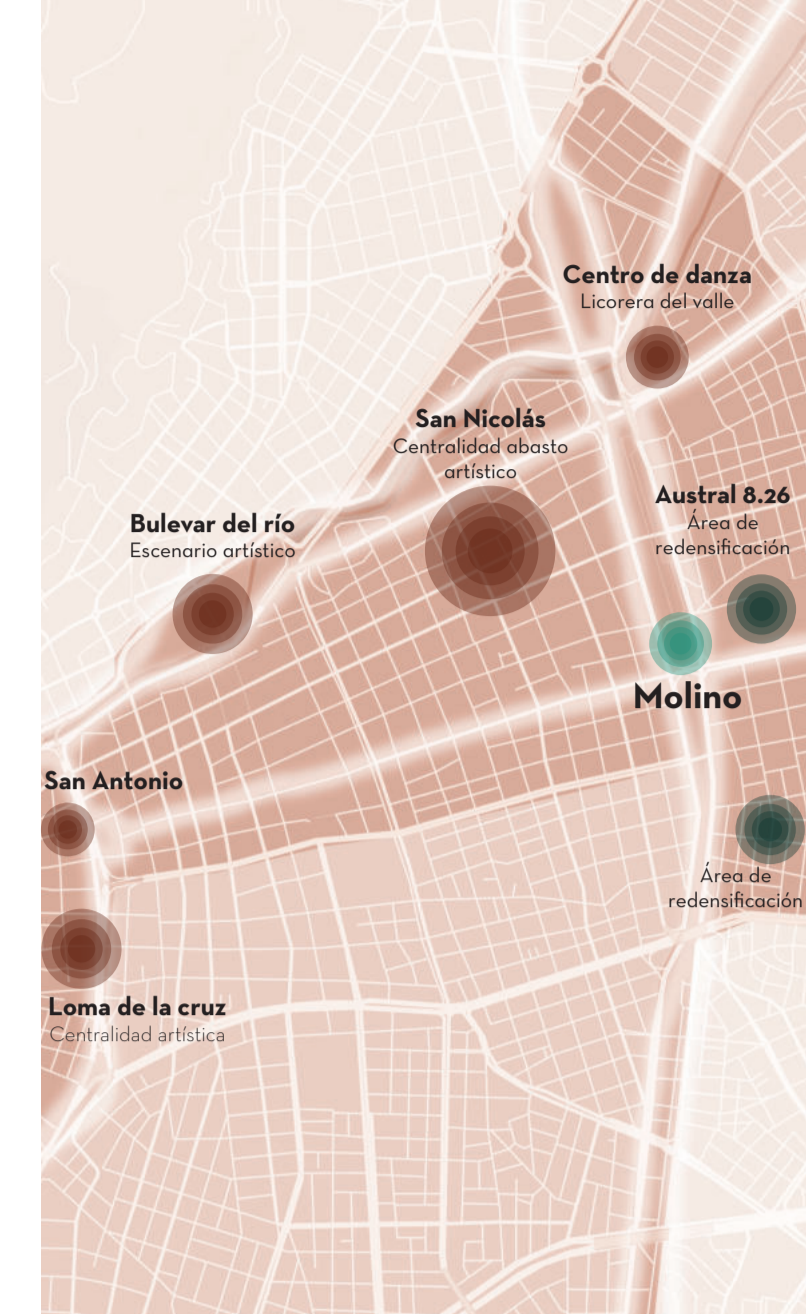 Centro de danza
Licorera del valle
San Nicolás
Centralidad abasto
artístico
Austral 8.26
Área de
redensificación
Bulevar del río
Escenario artístico
Molino
San Antonio
Área de
redensificación
Loma de la cruz
Centralidad artística